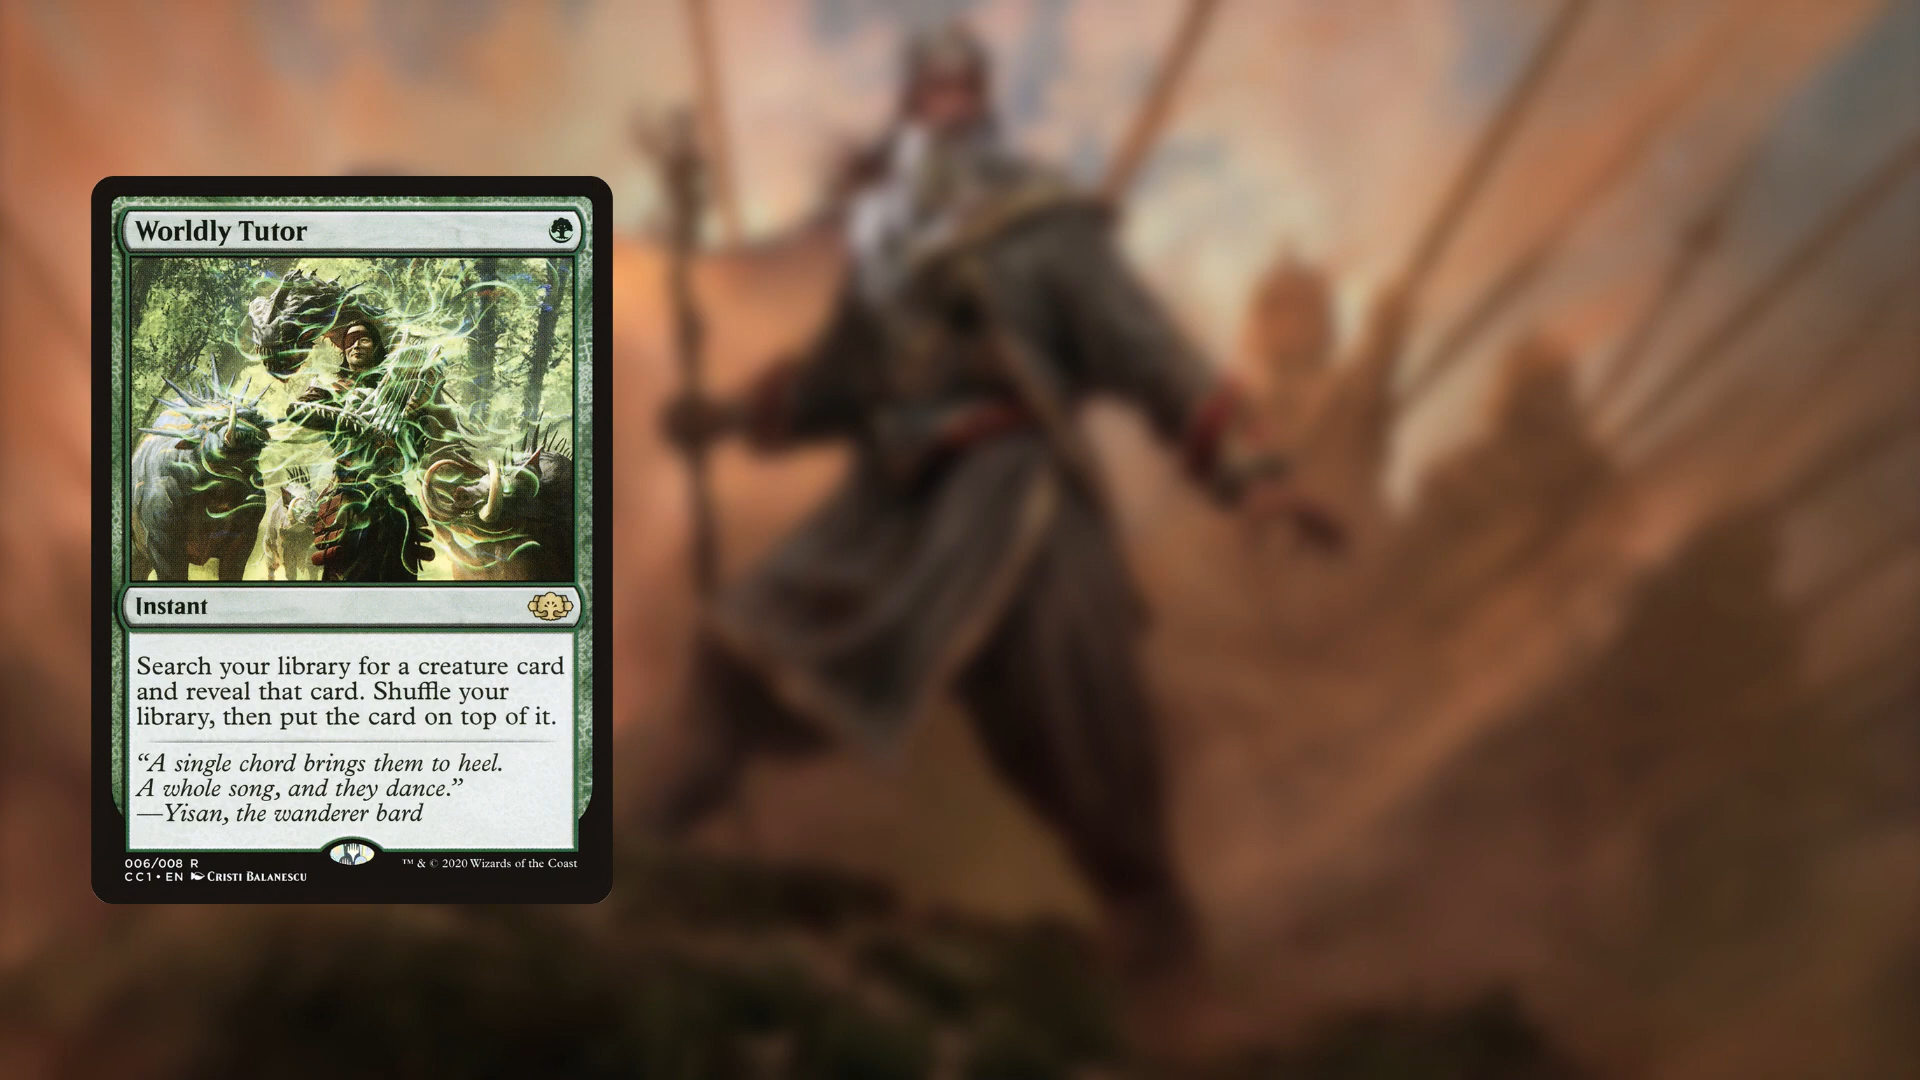 Worldly Tutor
Instant
Search your library for a creature card
and reveal that card. Shuffle your
library, then put the card on top of it.
“A single chord brings them to heel.
A whole song, and they dance.”
—Yisan, the wanderer bard
006/008 R
CC1 • EN Cristi Balanescu
™ & © 2020 Wizards of the Coast